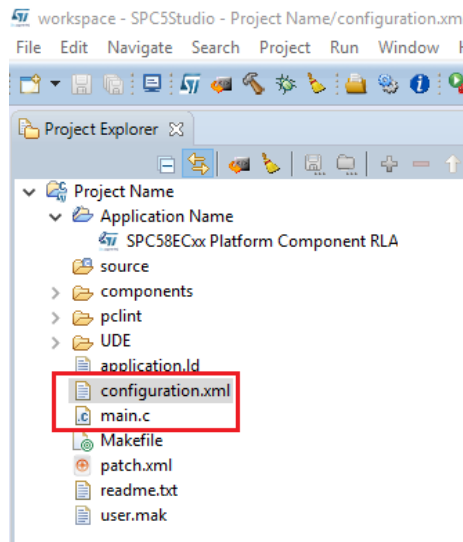 workspace - SPC5Studio - Project Name/configuration.xm
File Edit Navigate Search Project Run Window
Project Explorer
Project Name
Application Name
SPC58ECxx Platform Component RLA
source
components
pclint
UDE
application.ld
configuration.xml
main.c
Makefile
patch.xml
readme.txt
user.mak